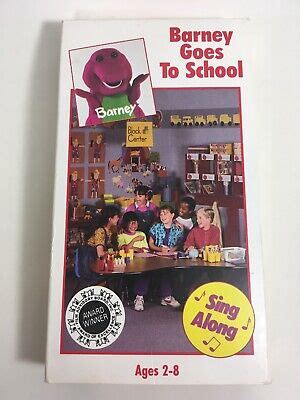 Barney
Goes
To School
Barney
Block
Center
AWARD
WINNER
Sing
Along
Ages 2-8